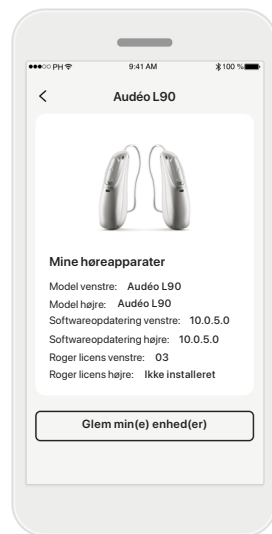 ●●●○○ PH 9:41 AM 100 %
Audéo L90
Mine høreapparater
Model venstre: Audéo L90
Model højre: Audéo L90
Softwareopdatering venstre: 10.0.5.0
Softwareopdatering højre: 10.0.5.0
Roger licens venstre: 03
Roger licens højre: Ikke installeret
Glem min(e) enhed(er)